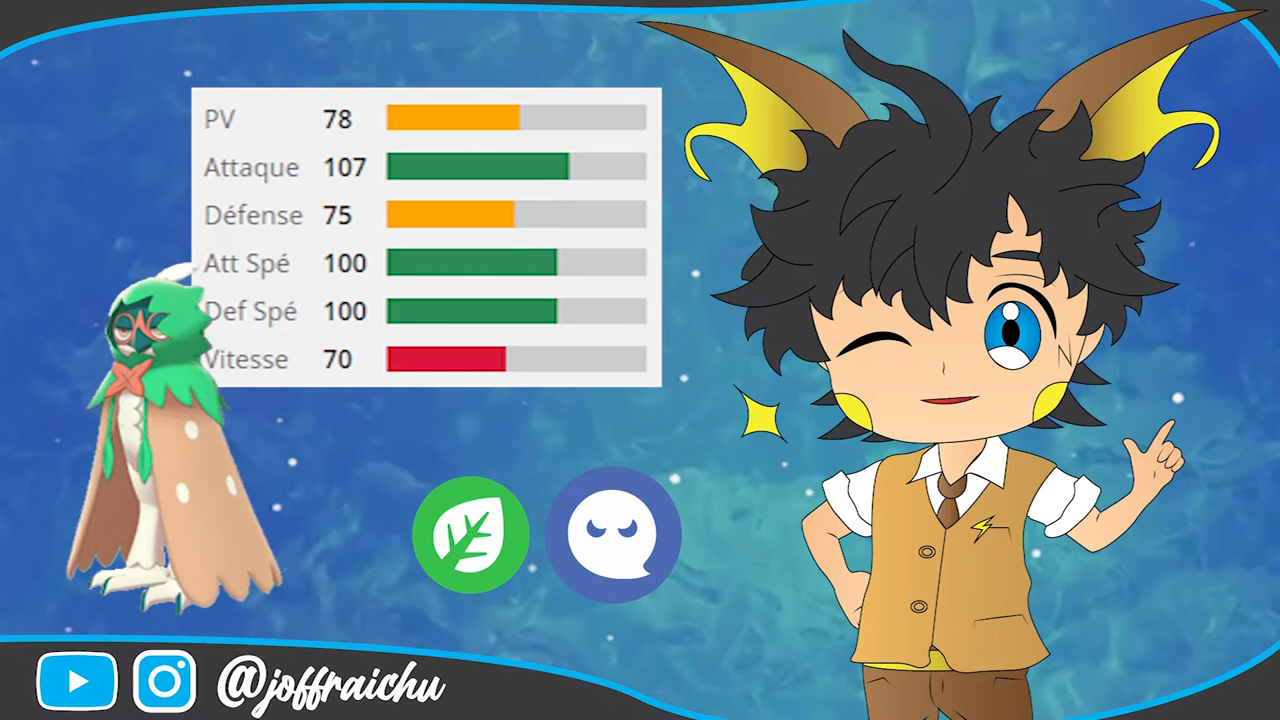 PV 78
Attaque 107
Défense 75
Att Spé 100
Def Spé 100
Vitesse 70
@joffraichu